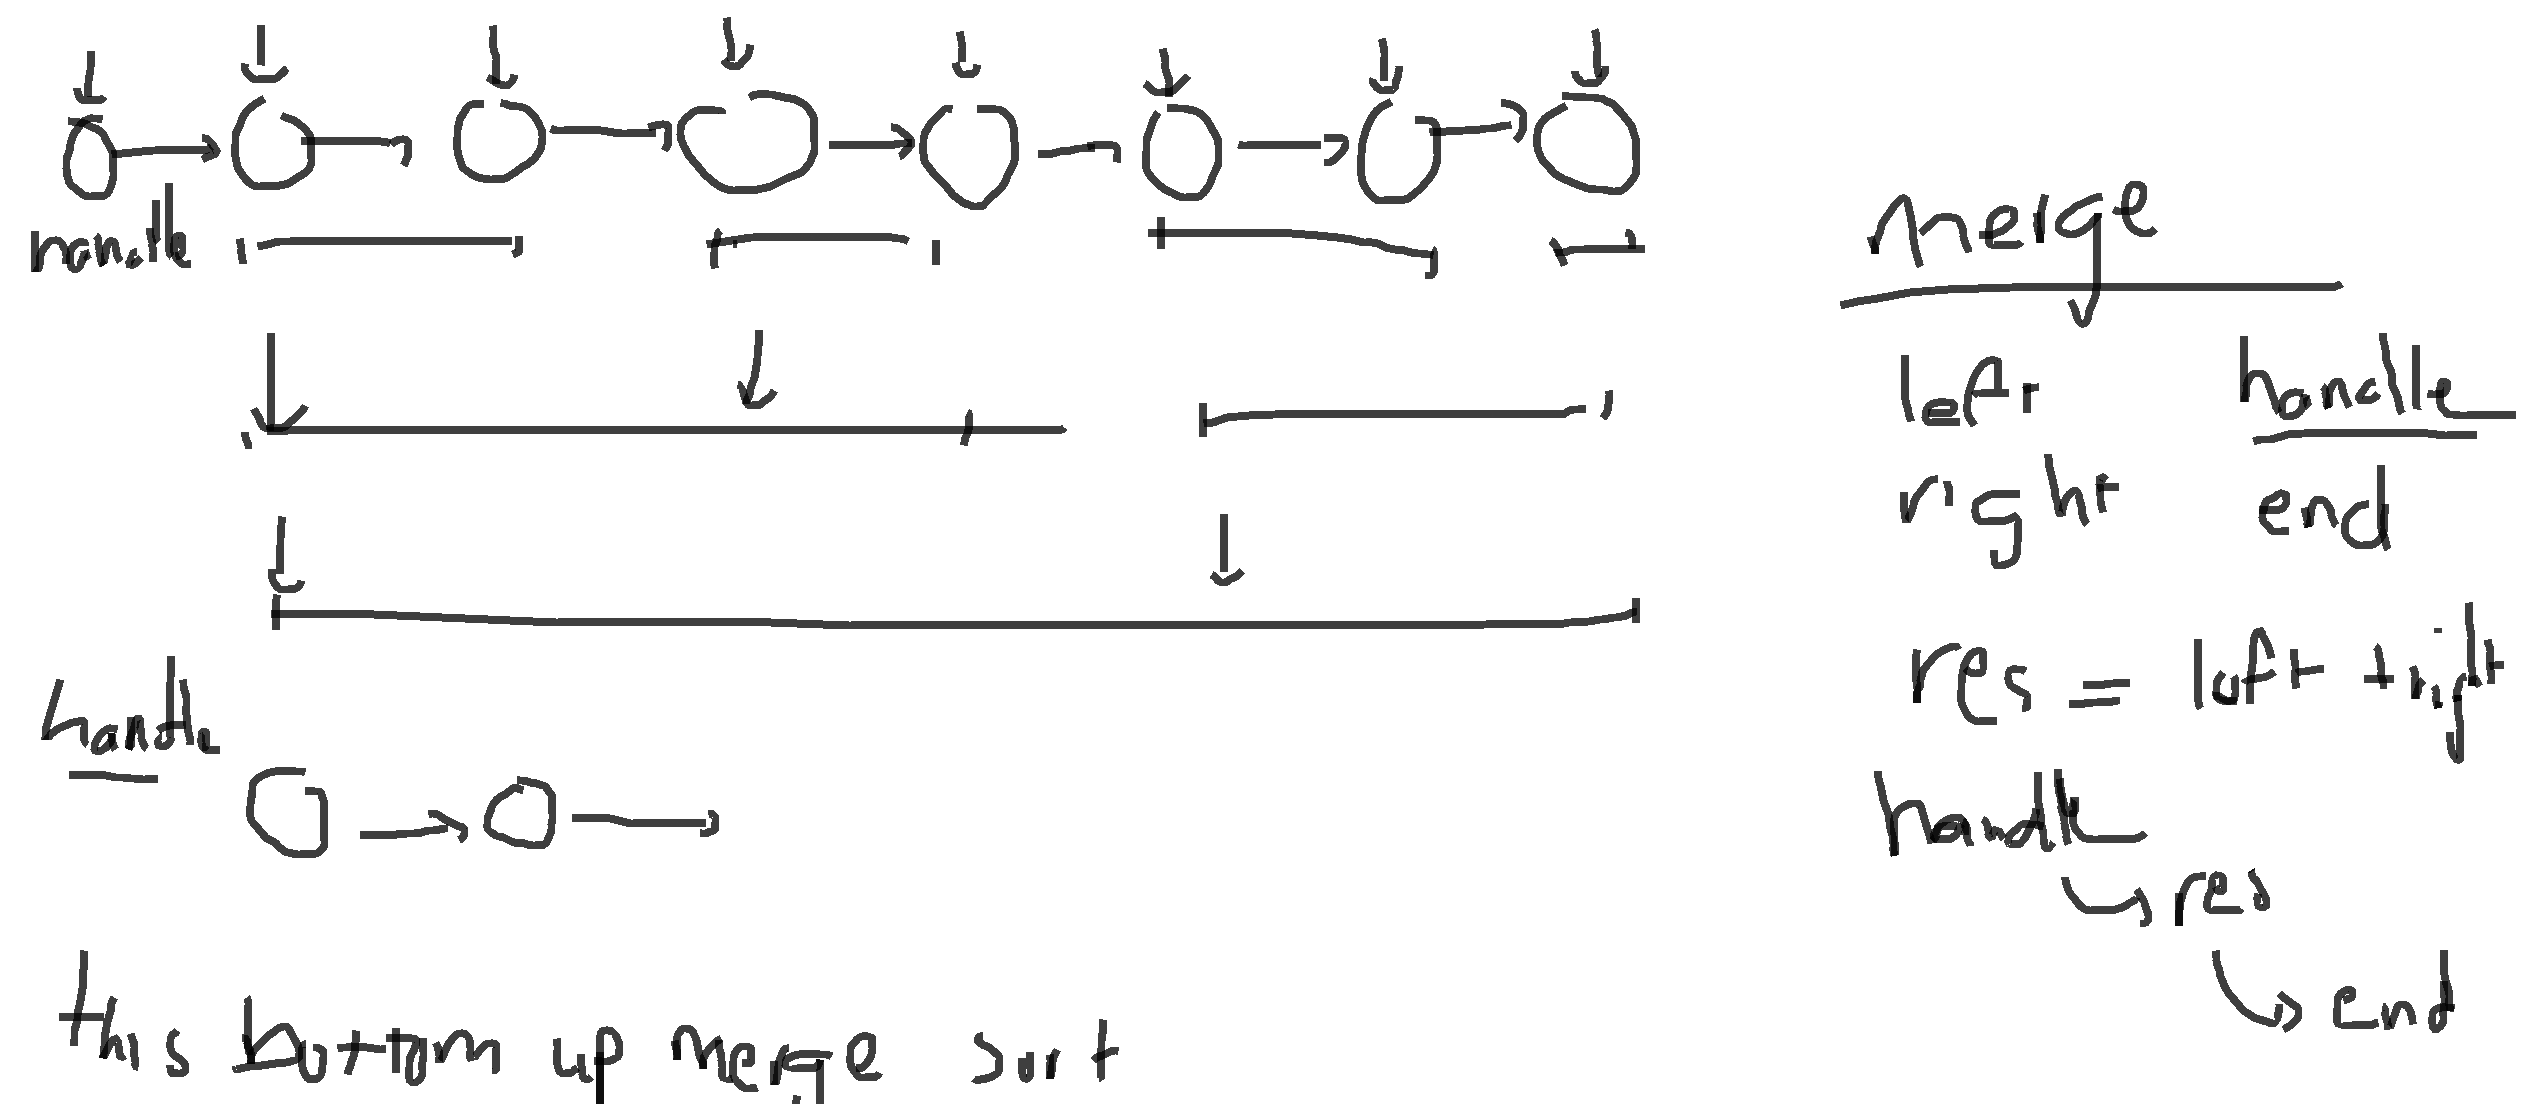 handle
merge
left handle
right end
res = left + right
handle
handle
res
end
this bottom up merge sort